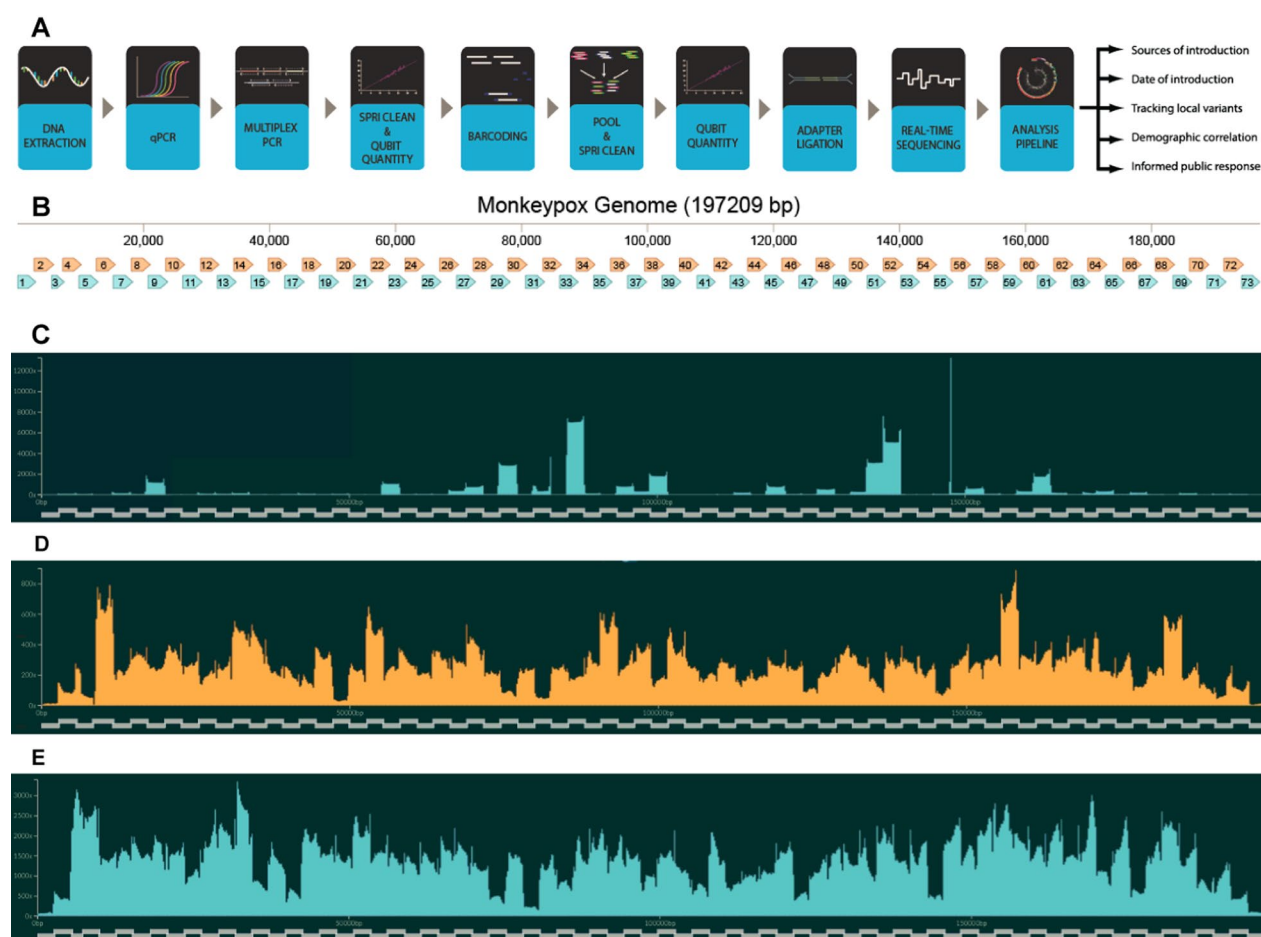 A
DNA
EXTRACTION
qPCR
MULTIPLEX
PCR
SPRI CLEAN
&
QUBIT
QUANTITY
BARCODING
POOL
&
SPRI CLEAN
QUBIT
QUANTITY
ADAPTER
LIGATION
REAL-TIME
SEQUENCING
ANALYSIS
PIPELINE
Sources of introduction
Date of introduction
Tracking local variants
Demographic correlation
Informed public response
B
Monkeypox Genome (197209 bp)
20,000 40,000 60,000 80,000 100,000 120,000 140,000 160,000 180,000
2 4 6 8 10 12 14 16 18 20 22 24 26 28 30 32 34 36 38 40 42 44 46 48 50 52 54 56 58 60 62 64 66 68 70 72
1 3 5 7 9 11 13 15 17 19 21 23 25 27 29 31 33 35 37 39 41 43 45 47 49 51 53 55 57 59 61 63 65 67 69 71 73
C
12000x
10000x
8000x
6000x
4000x
2000x
0x
0bp 50000bp 100000bp 150000bp
D
800x
600x
400x
200x
0x
0bp 50000bp 100000bp 150000bp
E
3000x
2500x
2000x
1500x
1000x
500x
0x
0bp 50000bp 100000bp 150000bp